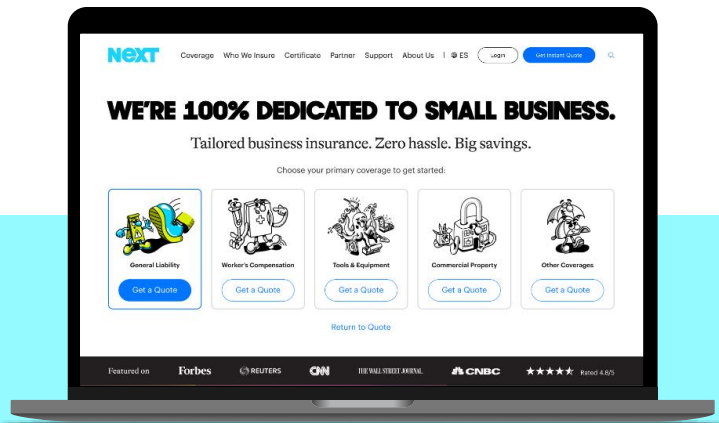 NEXT
Coverage Who We Insure Certificate Partner Support About Us | ES Login Get Instant Quote
WE'RE 100% DEDICATED TO SMALL BUSINESS.
Tailored business insurance. Zero hassle. Big savings.
Choose your primary coverage to get started:
General Liability Worker's Compensation Tools & Equipment Commercial Property Other Coverages
Get a Quote Get a Quote Get a Quote Get a Quote Get a Quote
Return to Quote
Featured on Forbes REUTERS CNN THE WALL STREET JOURNAL. CNBC Rated 4.8/5